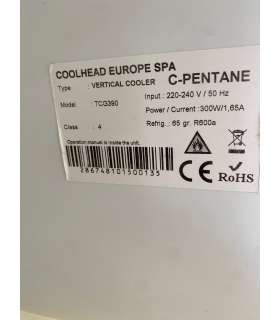 COOLHEAD EUROPE SPA
C-PENTANE
Type : VERTICAL COOLER
Input : 220-240 V / 50 Hz
Model : TCG390
Power / Current :300W/1,65A
Class : 4
Refrig. : 65 gr. R600a
Operation manual is inside the unit.
286748101500135
CE
RoHS